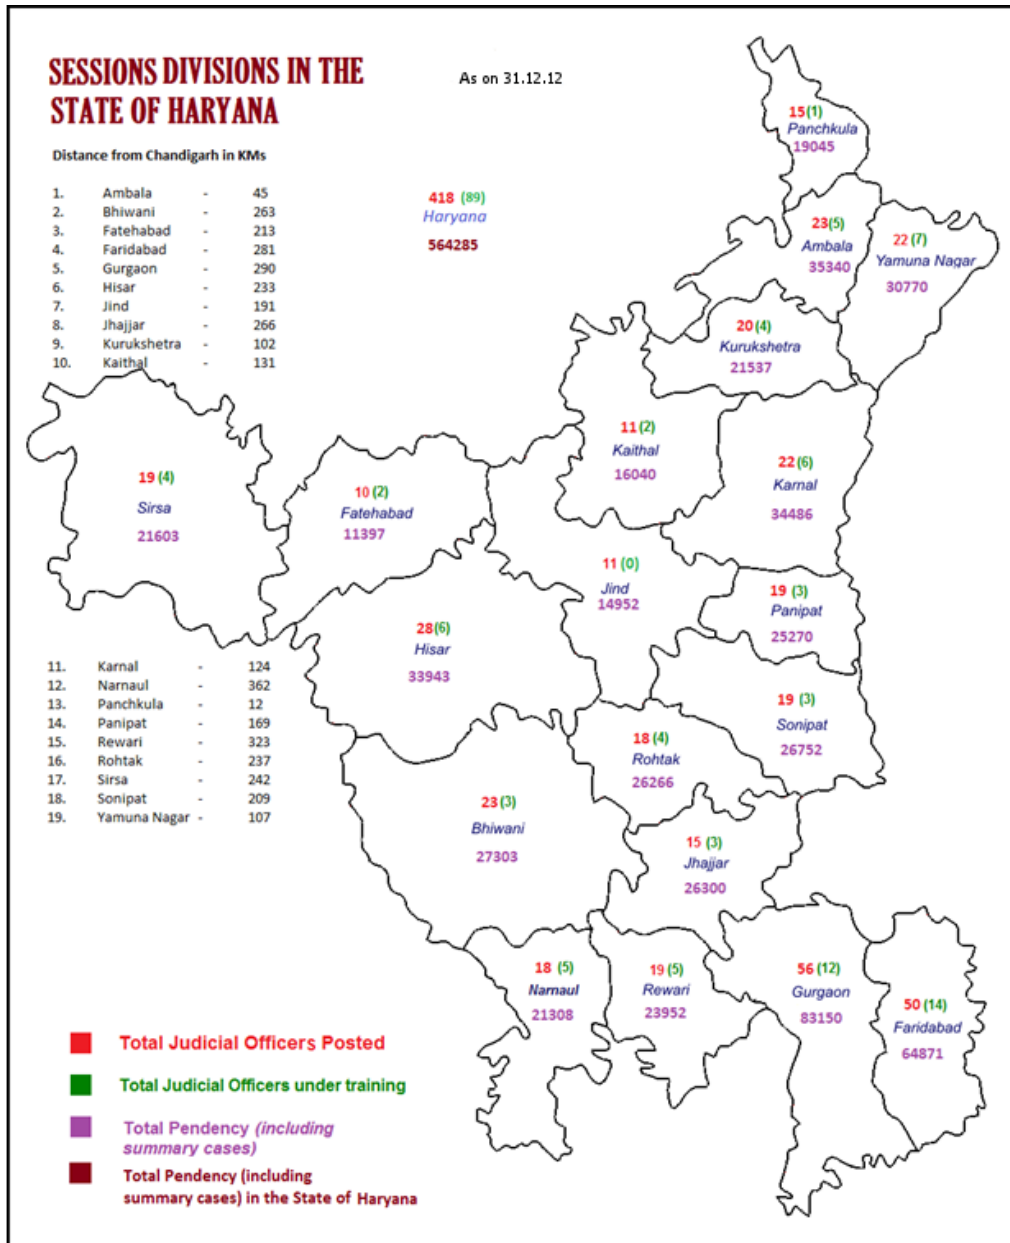 SESSIONS DIVISIONS IN THE
STATE OF HARYANA
As on 31.12.12
Distance from Chandigarh in KMs
1. Ambala - 45
2. Bhiwani - 263
3. Fatehabad - 213
4. Faridabad - 281
5. Gurgaon - 290
6. Hisar - 233
7. Jind - 191
8. Jhajjar - 266
9. Kurukshetra - 102
10. Kaithal - 131
418 (89)
Haryana
564285
15(1)
Panchkula
19045
23(5)
Ambala
35340
22 (7)
Yamuna Nagar
30770
20 (4)
Kurukshetra
21537
11 (2)
Kaithal
16040
22 (6)
Karnal
34486
19 (4)
Sirsa
21603
10 (2)
Fatehabad
11397
11 (0)
Jind
14952
19 (3)
Panipat
25270
28(6)
Hisar
33943
11. Karnal - 124
12. Narnaul - 362
13. Panchkula - 12
14. Panipat - 169
15. Rewari - 323
16. Rohtak - 237
17. Sirsa - 242
18. Sonipat - 209
19. Yamuna Nagar - 107
19 (3)
Sonipat
26752
18 (4)
Rohtak
26266
23 (3)
Bhiwani
27303
15 (3)
Jhajjar
26300
18 (5)
Narnaul
21308
19 (5)
Rewari
23952
56 (12)
Gurgaon
83150
50 (14)
Faridabad
64871
Total Judicial Officers Posted
Total Judicial Officers under training
Total Pendency (including
summary cases)
Total Pendency (including
summary cases) in the State of Haryana